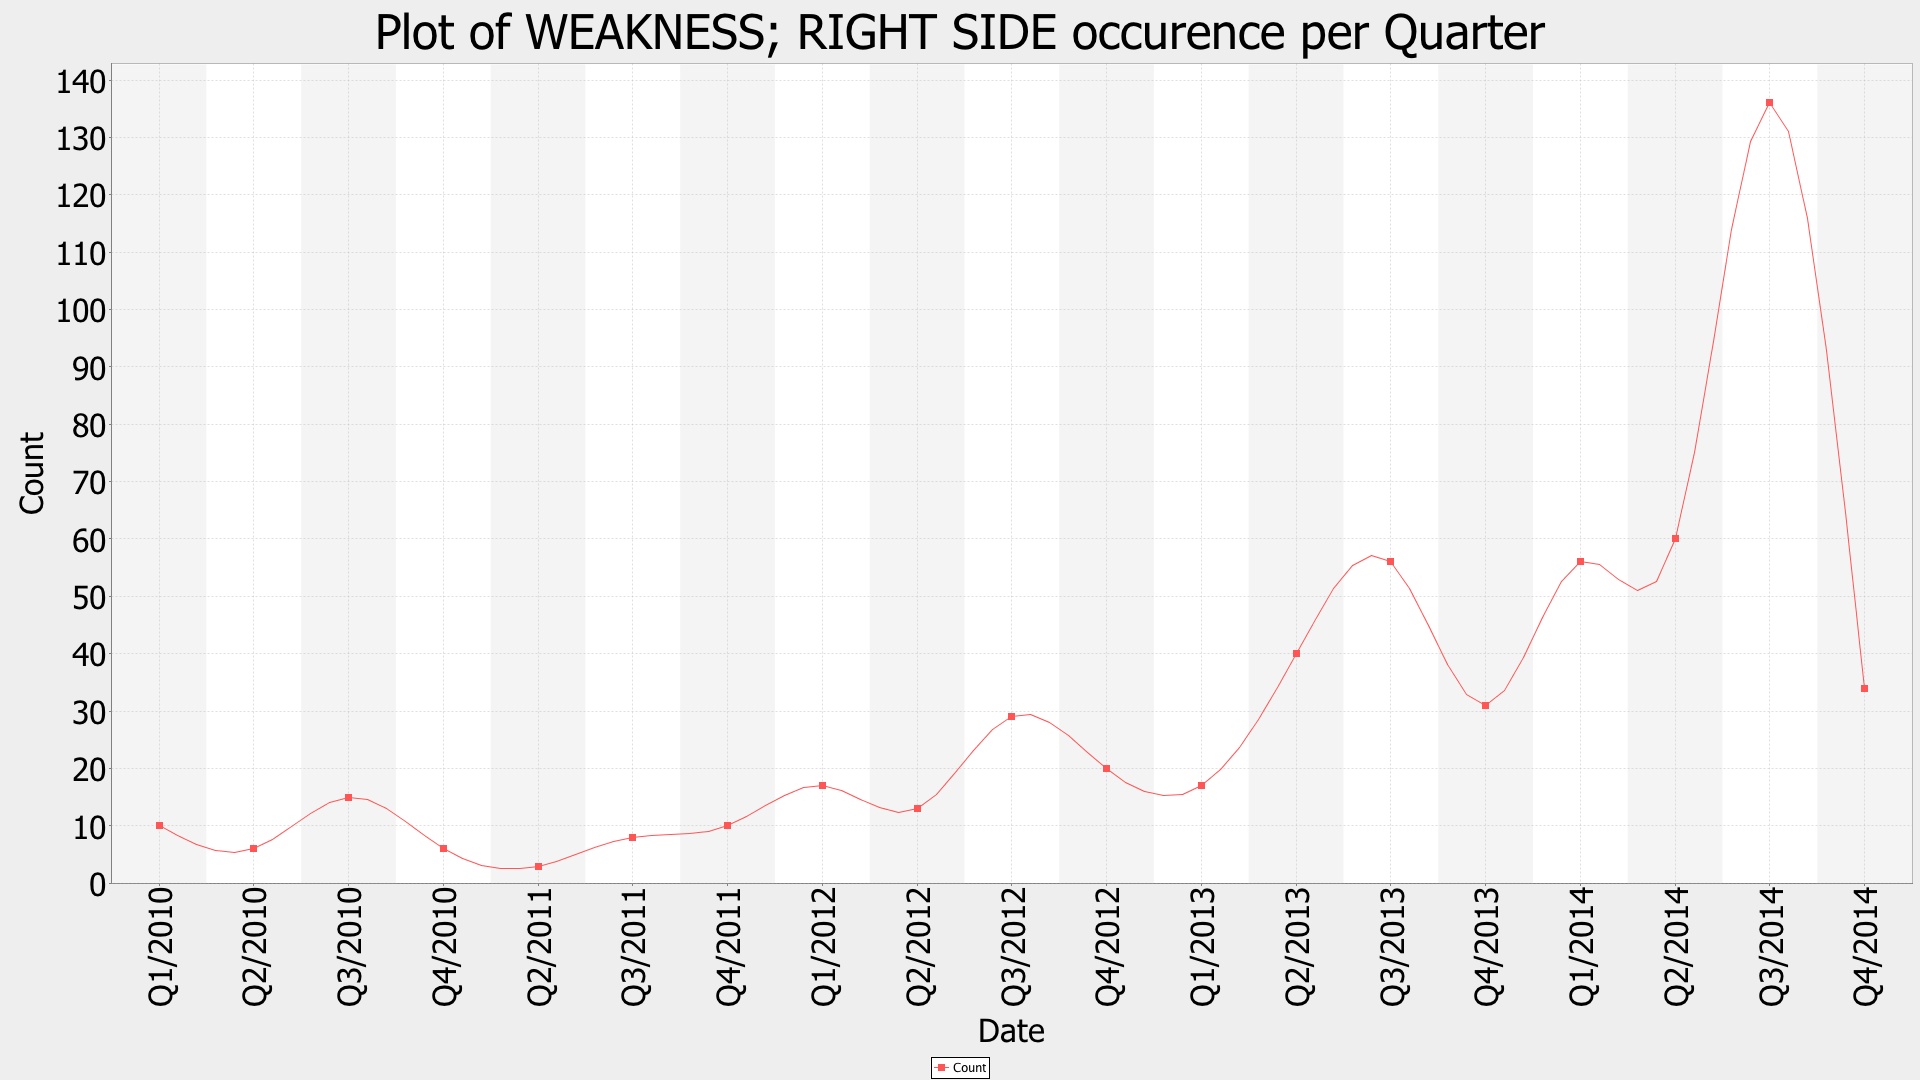 Plot of WEAKNESS; RIGHT SIDE occurence per Quarter
140
130
120
110
100
90
80
70
60
50
40
30
20
10
0
Count
Q1/2010
Q2/2010
Q3/2010
Q4/2010
Q2/2011
Q3/2011
Q4/2011
Q1/2012
Q2/2012
Q3/2012
Q4/2012
Q1/2013
Q2/2013
Q3/2013
Q4/2013
Q1/2014
Q2/2014
Q3/2014
Q4/2014
Date
Count